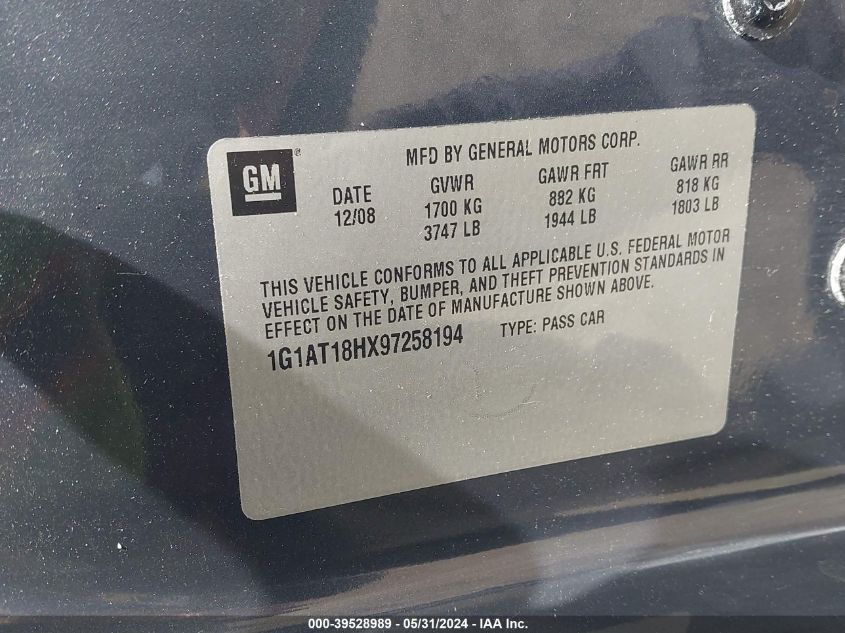 GM®
MFD BY GENERAL MOTORS CORP.
DATE GVWR GAWR FRT GAWR RR
12/08 1700 KG 882 KG 818 KG
3747 LB 1944 LB 1803 LB
THIS VEHICLE CONFORMS TO ALL APPLICABLE U.S. FEDERAL MOTOR
VEHICLE SAFETY, BUMPER, AND THEFT PREVENTION STANDARDS IN
EFFECT ON THE DATE OF MANUFACTURE SHOWN ABOVE.
1G1AT18HX97258194 TYPE: PASS CAR
000-39528989 - 05/31/2024 - IAA Inc.